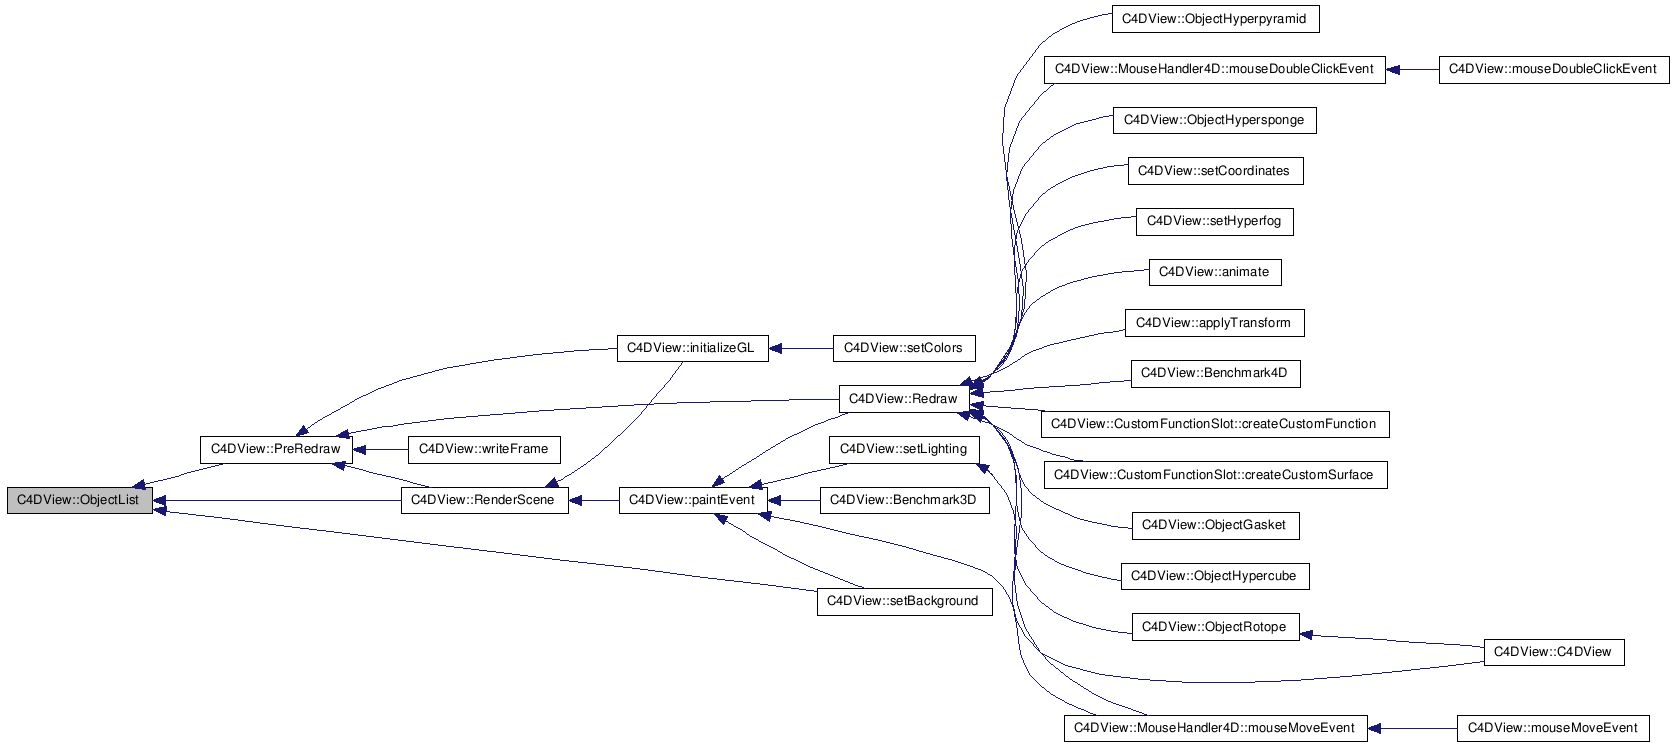 C4DView::ObjectHyperpyramid
C4DView::MouseHandler4D::mouseDoubleClickEvent
C4DView::mouseDoubleClickEvent
C4DView::ObjectHypersponge
C4DView::setCoordinates
C4DView::setHyperfog
C4DView::animate
C4DView::applyTransform
C4DView::initializeGL
C4DView::setColors
C4DView::Benchmark4D
C4DView::Redraw
C4DView::CustomFunctionSlot::createCustomFunction
C4DView::PreRedraw
C4DView::writeFrame
C4DView::setLighting
C4DView::CustomFunctionSlot::createCustomSurface
C4DView::ObjectList
C4DView::RenderScene
C4DView::paintEvent
C4DView::Benchmark3D
C4DView::ObjectGasket
C4DView::ObjectHypercube
C4DView::setBackground
C4DView::ObjectRotope
C4DView::C4DView
C4DView::MouseHandler4D::mouseMoveEvent
C4DView::mouseMoveEvent